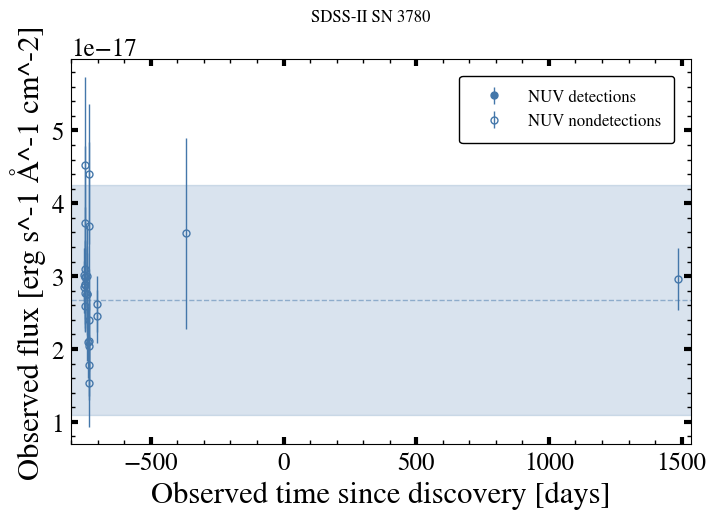 SDSS-II SN 3780
1e−17
NUV detections
NUV nondetections
5
4
3
2
1
Observed flux [erg s^-1 Å^-1 cm^-2]
−500 0 500 1000 1500
Observed time since discovery [days]